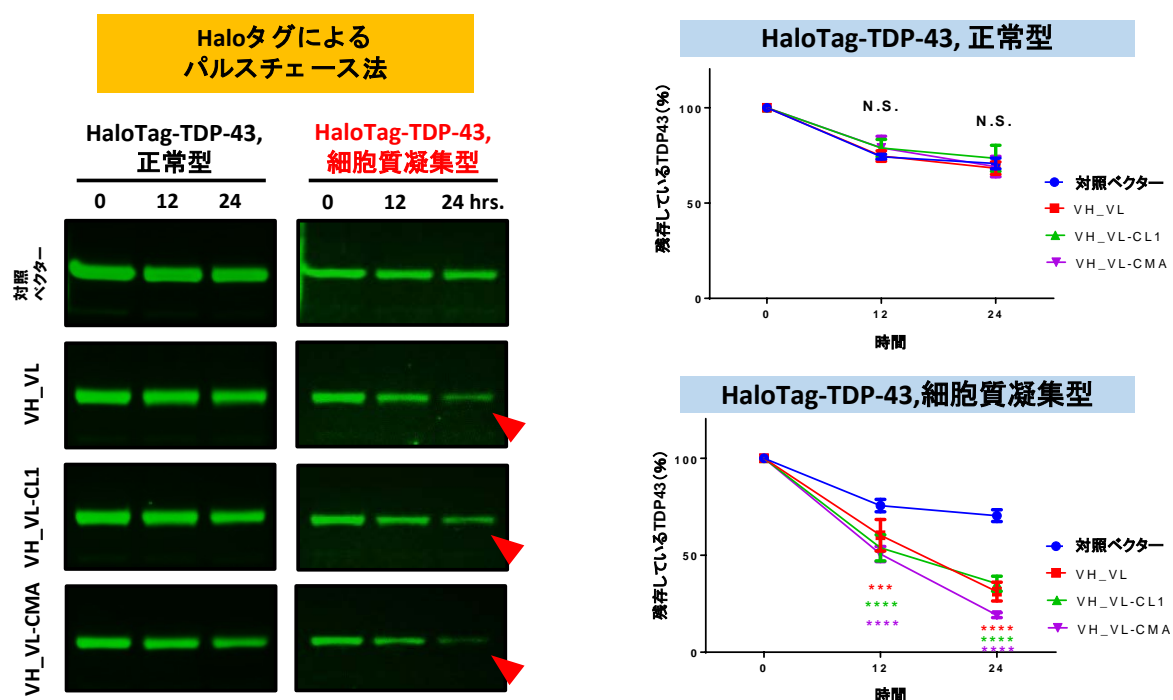 Haloタグによる
パルスチェース法
HaloTag-TDP-43,
正常型
HaloTag-TDP-43,
細胞質凝集型
0 12 24
0 12 24 hrs.
対照
ベクター
VH_VL
VH_VL-CL1
VH_VL-CMA
HaloTag-TDP-43, 正常型
残存しているTDP43(%)
100
50
0
N.S.
N.S.
0 12 24
時間
対照ベクター
VH_VL
VH_VL-CL1
VH_VL-CMA
HaloTag-TDP-43,細胞質凝集型
残存しているTDP43(%)
100
50
0
***
****
****
****
****
****
0 12 24
時間
対照ベクター
VH_VL
VH_VL-CL1
VH_VL-CMA